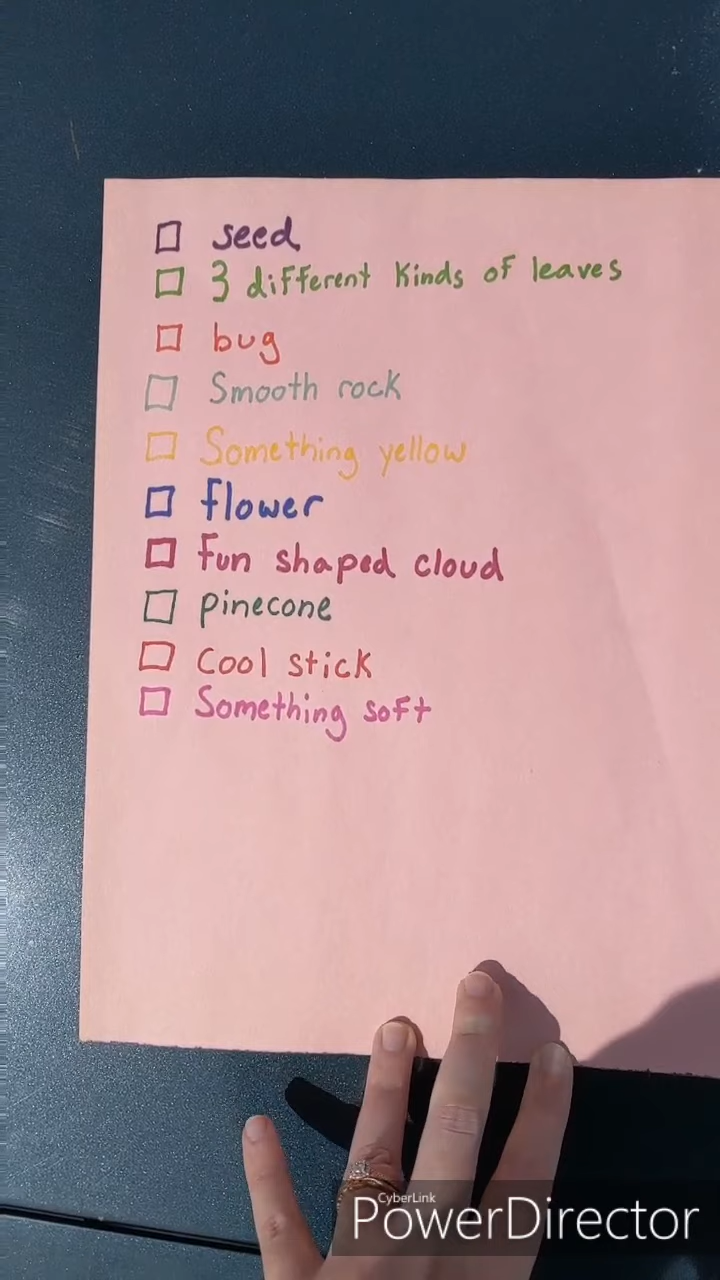 ☐ seed
☐ 3 different kinds of leaves
☐ bug
☐ Smooth rock
☐ Something yellow
☐ flower
☐ fun shaped cloud
☐ pinecone
☐ Cool stick
☐ Something soft
CyberLink
PowerDirector